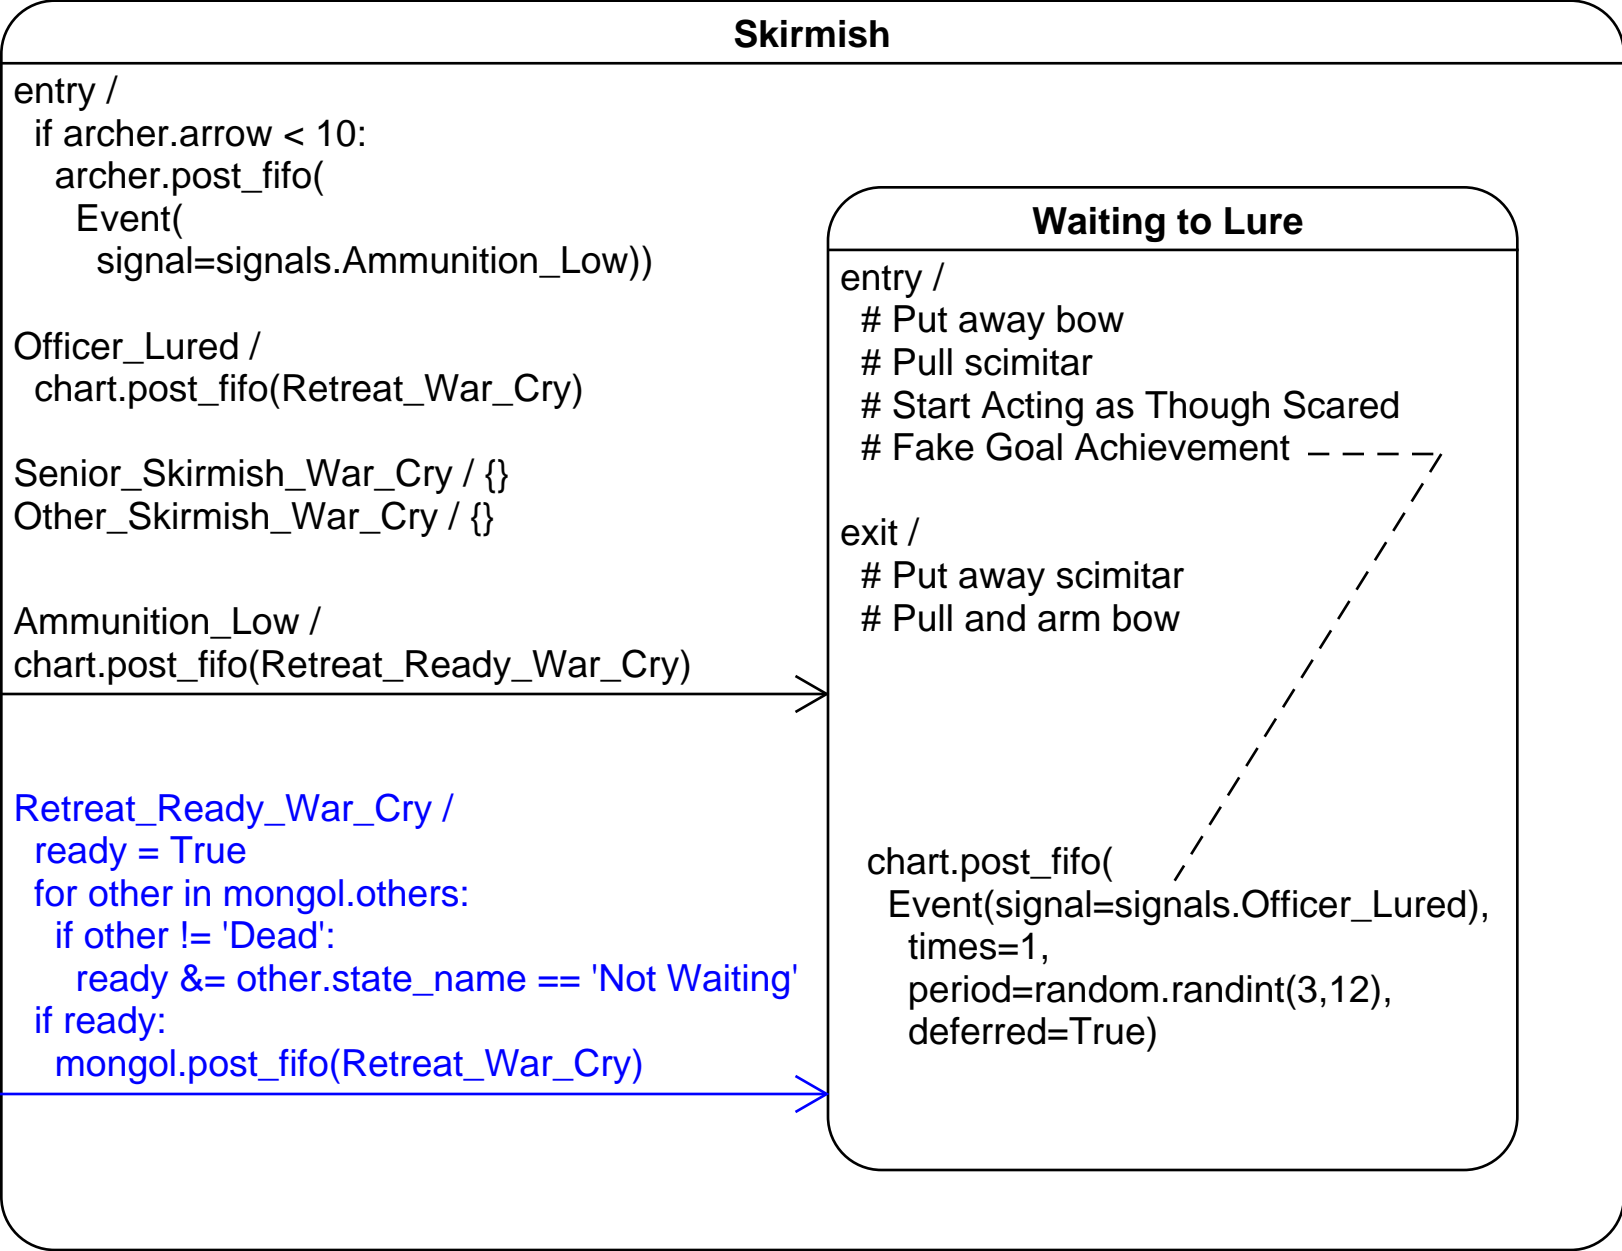 Skirmish
entry /
if archer.arrow < 10:
archer.post_fifo(
Event(
signal=signals.Ammunition_Low))
Officer_Lured /
chart.post_fifo(Retreat_War_Cry)
Senior_Skirmish_War_Cry / {}
Other_Skirmish_War_Cry / {}
Ammunition_Low /
chart.post_fifo(Retreat_Ready_War_Cry)
Retreat_Ready_War_Cry /
ready = True
for other in mongol.others:
if other != 'Dead':
ready &= other.state_name == 'Not Waiting'
if ready:
mongol.post_fifo(Retreat_War_Cry)
Waiting to Lure
entry /
# Put away bow
# Pull scimitar
# Start Acting as Though Scared
# Fake Goal Achievement
exit /
# Put away scimitar
# Pull and arm bow
chart.post_fifo(
Event(signal=signals.Officer_Lured),
times=1,
period=random.randint(3,12),
deferred=True)